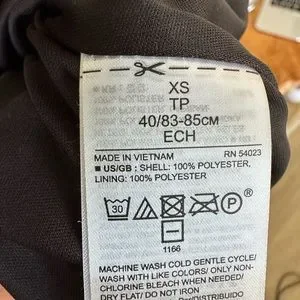 XS
TP
40/83-85CM
ECH
MADE IN VIETNAM RN 54023
▪ US/GB : SHELL: 100% POLYESTER,
LINING: 100% POLYESTER
30 P
1166
MACHINE WASH COLD GENTLE CYCLE/
WASH WITH LIKE COLORS/ ONLY NON-
CHLORINE BLEACH WHEN NEEDED/
DRY FLAT/ DO NOT IRON